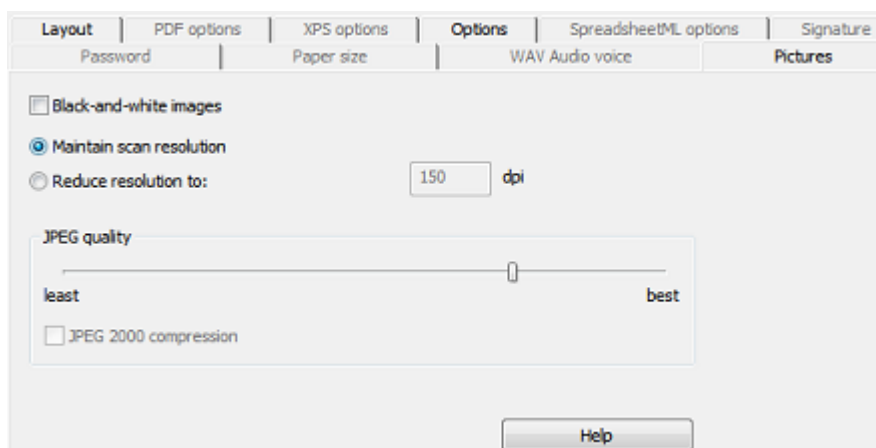 Layout PDF options XPS options Options SpreadsheetML options Signature
Password Paper size WAV Audio voice Pictures
Black-and-white images
Maintain scan resolution
Reduce resolution to: 150 dpi
JPEG quality
least best
JPEG 2000 compression
Help